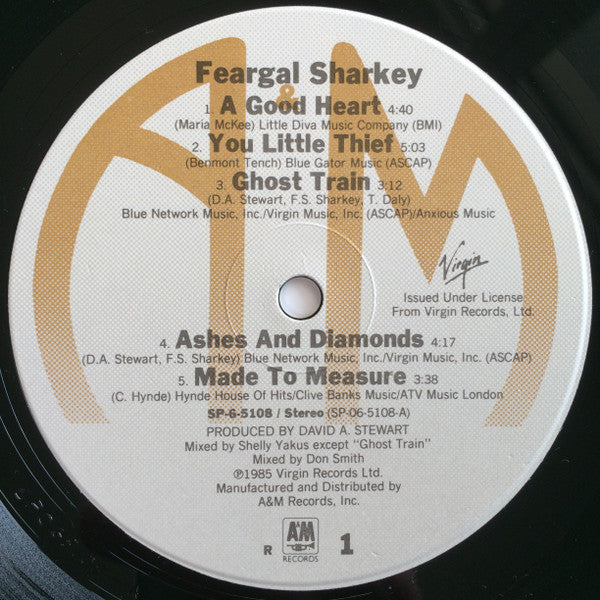 Feargal Sharkey
1. A Good Heart 4:40
(Maria McKee) Little Diva Music Company (BMI)
2. You Little Thief 5:03
(Benmont Tench) Blue Gator Music (ASCAP)
3. Ghost Train 3:12
(D.A. Stewart, F.S. Sharkey, T. Daly)
Blue Network Music, Inc./Virgin Music, Inc. (ASCAP)/Anxious Music
Virgin
Issued Under License
From Virgin Records, Ltd.
4. Ashes And Diamonds 4:17
(D.A. Stewart, F.S. Sharkey) Blue Network Music, Inc./Virgin Music, Inc. (ASCAP)
5. Made To Measure 3:38
(C. Hynde) Hynde House Of Hits/Clive Banks Music/ATV Music London
SP-6-5108 / Stereo (SP-06-5108-A)
PRODUCED BY DAVID A. STEWART
Mixed by Shelly Yakus except "Ghost Train"
Mixed by Don Smith
℗1985 Virgin Records Ltd.
Manufactured and Distributed by
A&M Records, Inc.
R A&M RECORDS 1
A&M